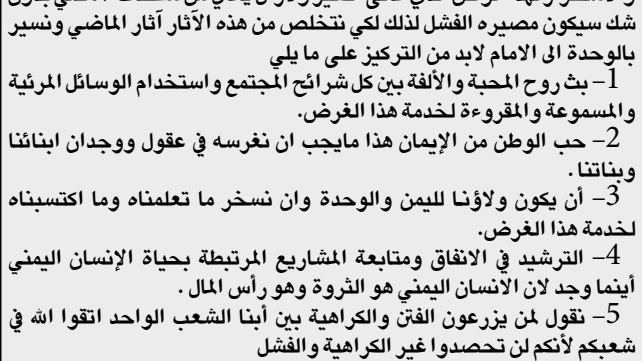 شك سيكون مصيره الفشل لذلك لكي نتخلص من هذه الآثار آثار الماضي ونسير
بالوحدة الى الامام لابد من التركيز على ما يلي
1– بث روح المحبة والألفة بين كل شرائح المجتمع واستخدام الوسائل المرئية
والمسموعة والمقروءة لخدمة هذا الغرض.
2– حب الوطن من الإيمان هذا مايجب ان نغرسه في عقول ووجدان ابنائنا
وبناتنا .
3– أن يكون ولاؤنا لليمن والوحدة وان نسخر ما تعلمناه وما اكتسبناه
لخدمة هذا الغرض.
4– الترشيد في الانفاق ومتابعة المشاريع المرتبطة بحياة الإنسان اليمني
أينما وجد لان الانسان اليمني هو الثروة وهو رأس المال .
5– نقول لمن يزرعون الفتن والكراهية بين أبنا الشعب الواحد اتقوا الله في
شعبكم لأنكم لن تحصدوا غير الكراهية والفشل